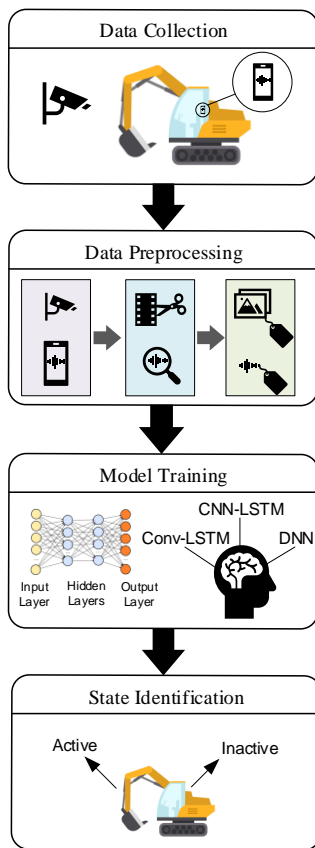 Data Collection
Data Preprocessing
Model Training
CNN-LSTM
Conv-LSTM
DNN
Input
Layer
Hidden
Layers
Output
Layer
State Identification
Active
Inactive